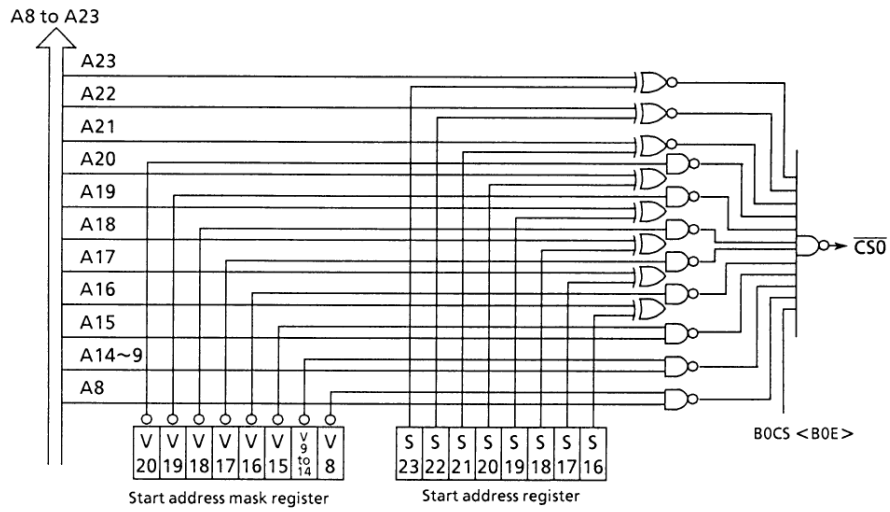 A8 to A23
A23
A22
A21
A20
A19
A18
A17
A16
A15
A14~9
A8
CS0
B0CS <B0E>
V 20
V 19
V 18
V 17
V 16
V 15
V 9 to 14
V 8
S 23
S 22
S 21
S 20
S 19
S 18
S 17
S 16
Start address mask register
Start address register